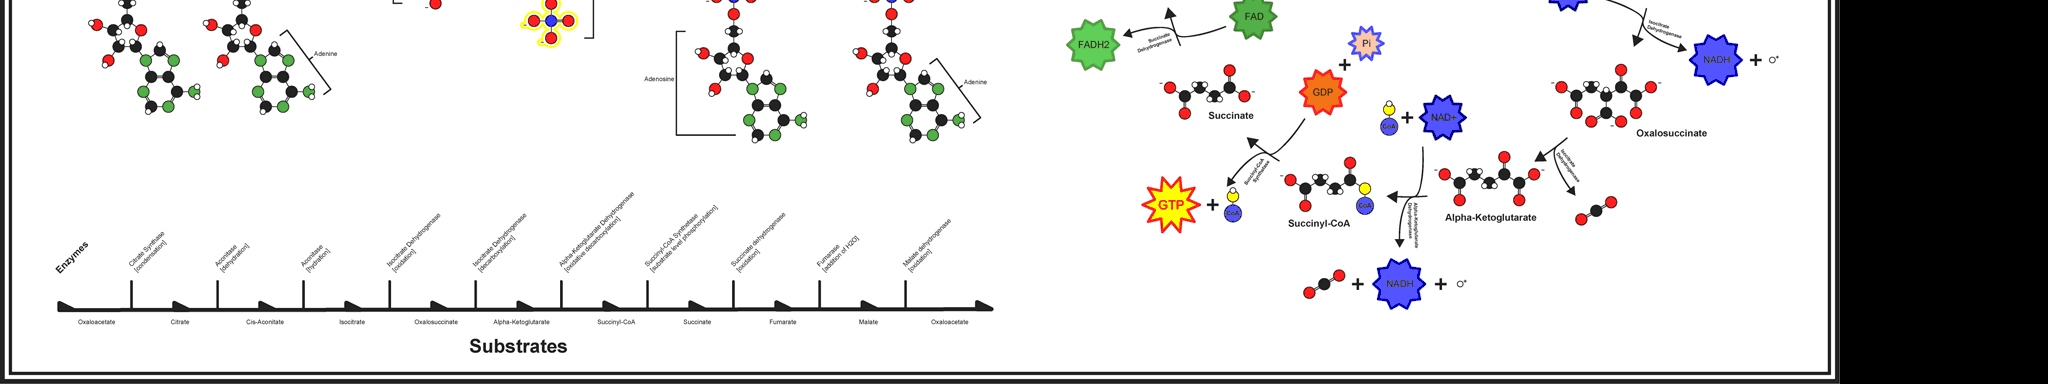 Adenine
Adenosine
Adenine
FADH2
FAD
Succinate
Dehydrogenase
Pi
+
GDP
Succinate
CoA
+
NAD+
Isocitrate
Dehydrogenase
NADH
+
Oxalosuccinate
Isocitrate
Dehydrogenase
Succinyl-CoA
Synthetase
GTP
+
CoA
CoA
Succinyl-CoA
Alpha-Ketoglutarate
Alpha-Ketoglutarate
Dehydrogenase
+
NADH
+
Enzymes
Citrate Synthase
[condensation]
Aconitase
[dehydration]
Aconitase
[hydration]
Isocitrate Dehydrogenase
[oxidation]
Isocitrate Dehydrogenase
[decarboxylation]
Alpha-Ketoglutarate Dehydrogenase
[oxidative decarboxylation]
Succinyl-CoA Synthetase
[substrate level phosphorylation]
Succinate dehydrogenase
[oxidation]
Fumarase
[addition of H2O]
Malate dehydrogenase
[oxidation]
Oxaloacetate
Citrate
Cis-Aconitate
Isocitrate
Oxalosuccinate
Alpha-Ketoglutarate
Succinyl-CoA
Succinate
Fumarate
Malate
Oxaloacetate
Substrates